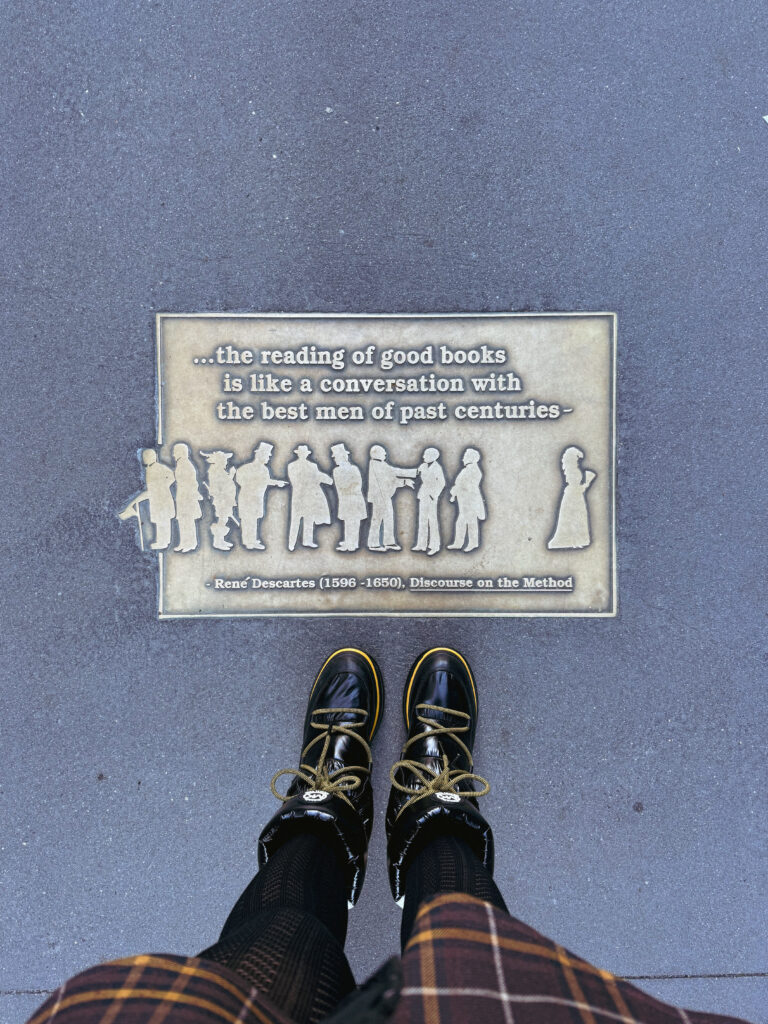 ...the reading of good books
is like a conversation with
the best men of past centuries-
- René Descartes (1596 -1650), Discourse on the Method